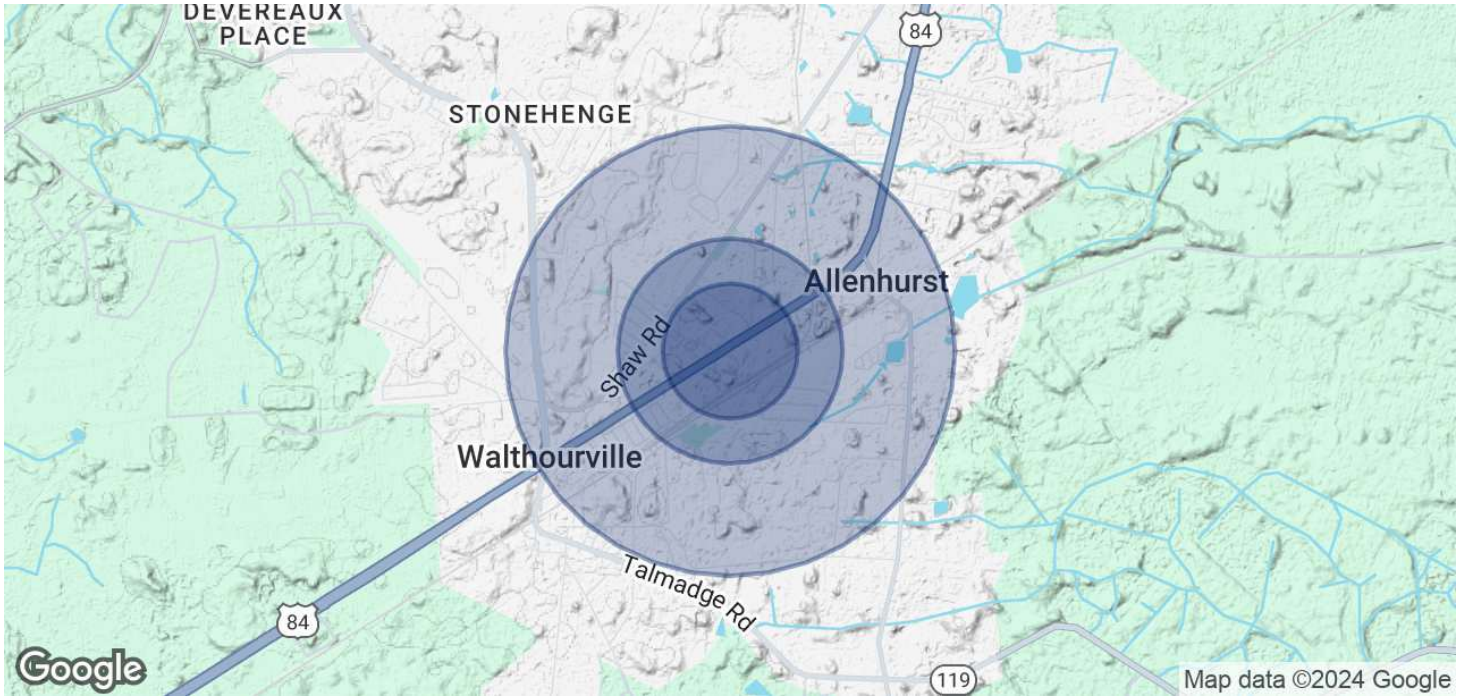 DEVEREAUX
PLACE
84
STONEHENGE
Allenhurst
Shaw Rd
Walthourville
Talmadge Rd
84
119
Google
Map data ©2024 Google